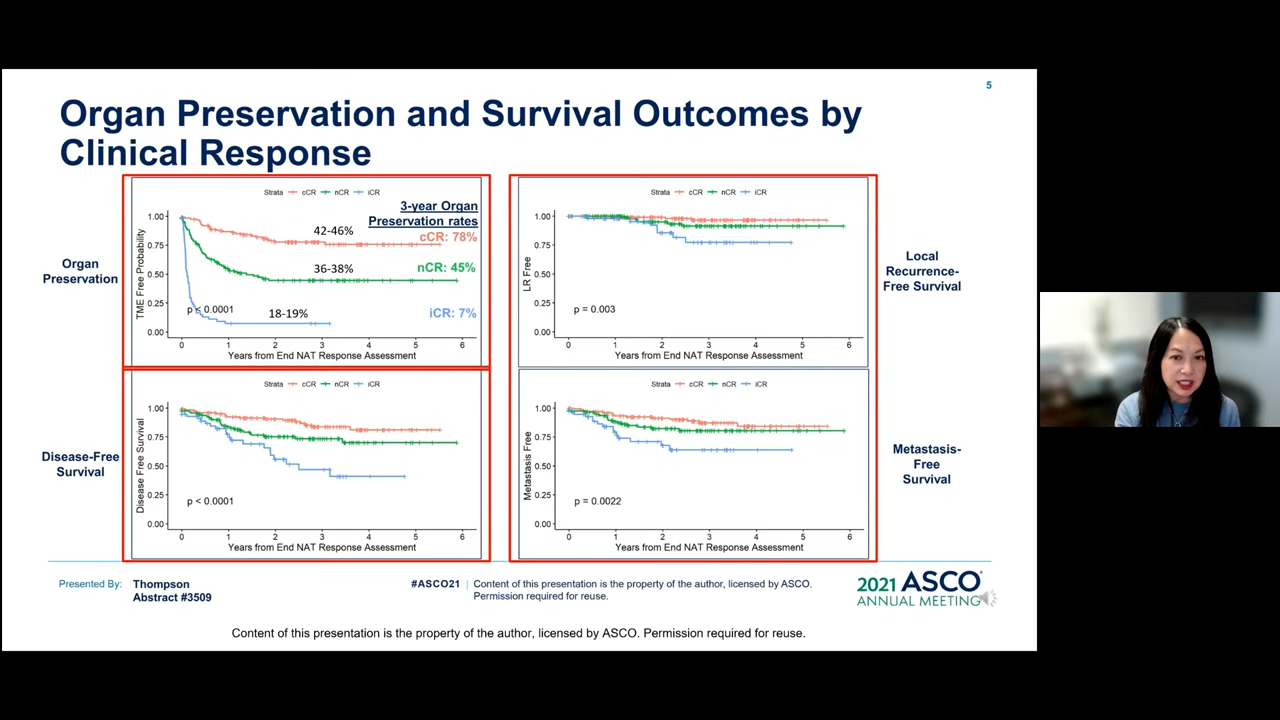 5
Organ Preservation and Survival Outcomes by
Clinical Response
Organ
Preservation
Strata cCR nCR iCR
3-year Organ
Preservation rates
cCR: 78%
nCR: 45%
iCR: 7%
42-46%
36-38%
18-19%
p < 0.0001
TME Free Probability
1.00
0.75
0.50
0.25
0.00
0 1 2 3 4 5 6
Years from End NAT Response Assessment
Strata cCR nCR iCR
LR Free
1.00
0.75
0.50
0.25
0.00
p = 0.003
0 1 2 3 4 5 6
Years from End NAT Response Assessment
Local
Recurrence-
Free Survival
Disease-Free
Survival
Strata cCR nCR iCR
Disease Free Survival
1.00
0.75
0.50
0.25
0.00
p < 0.0001
0 1 2 3 4 5 6
Years from End NAT Response Assessment
Strata cCR nCR iCR
Metastasis Free
1.00
0.75
0.50
0.25
0.00
p = 0.0022
0 1 2 3 4 5 6
Years from End NAT Response Assessment
Metastasis-
Free
Survival
Presented By: Thompson
Abstract #3509
#ASCO21 | Content of this presentation is the property of the author, licensed by ASCO.
Permission required for reuse.
2021 ASCO®
ANNUAL MEETING
Content of this presentation is the property of the author, licensed by ASCO. Permission required for reuse.